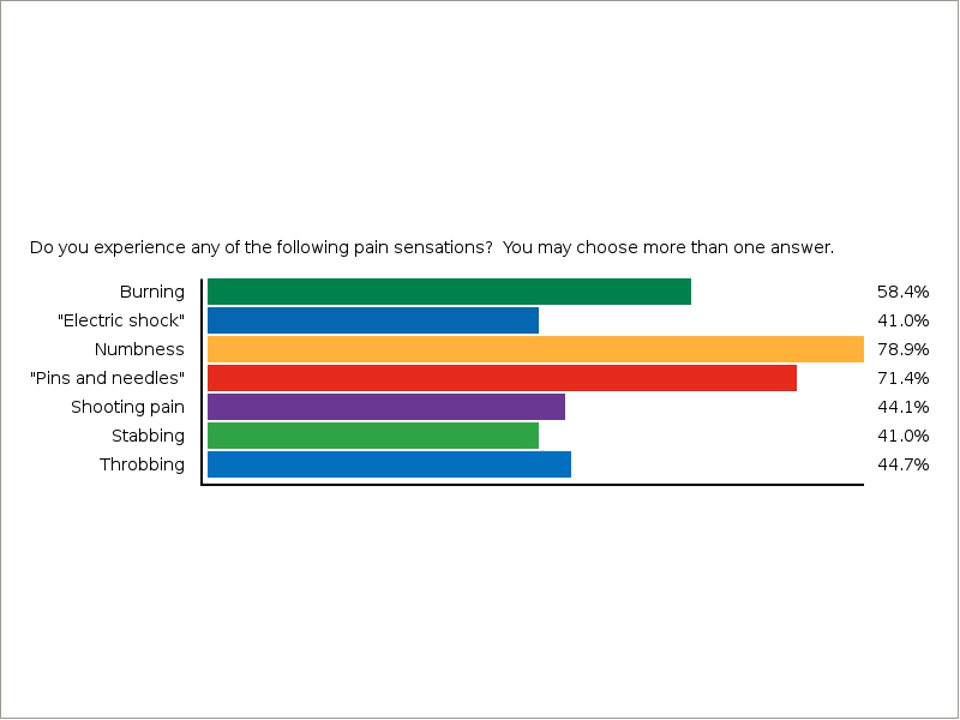 Do you experience any of the following pain sensations?  You may choose more than one answer.
Burning 58.4%
"Electric shock" 41.0%
Numbness 78.9%
"Pins and needles" 71.4%
Shooting pain 44.1%
Stabbing 41.0%
Throbbing 44.7%